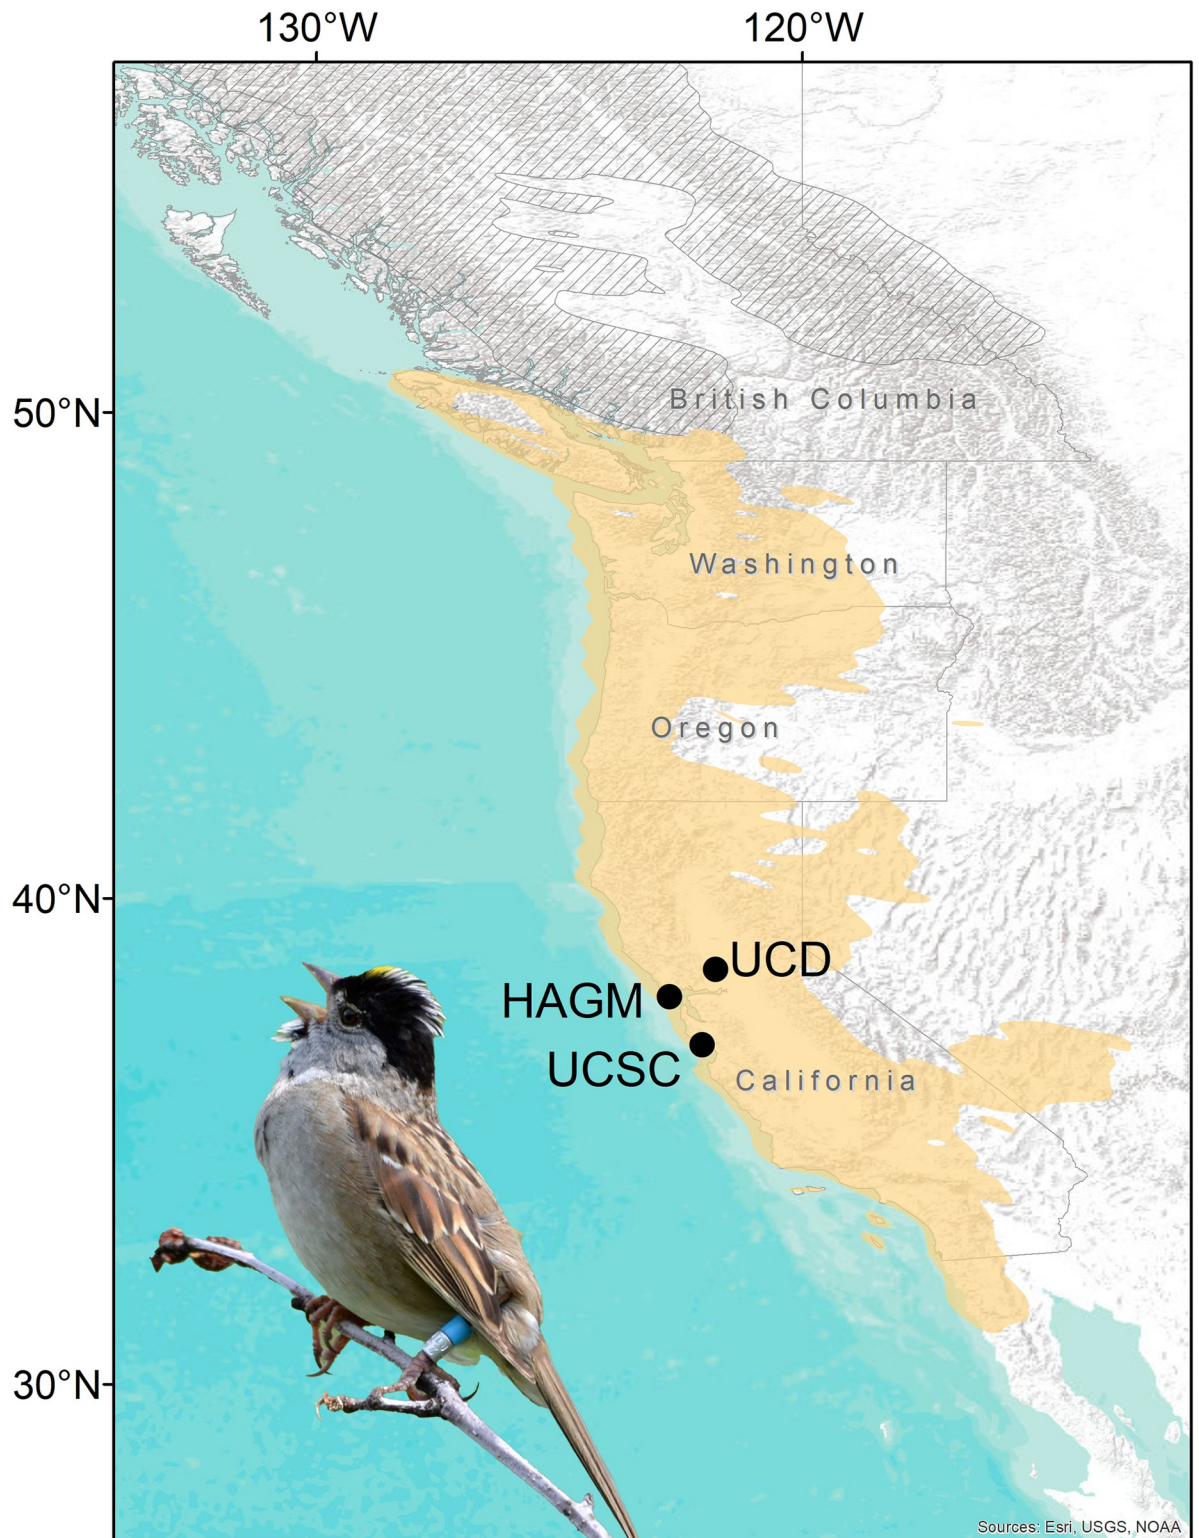 130°W
120°W
50°N
British Columbia
Washington
Oregon
40°N
UCD
HAGM
UCSC
California
30°N
Sources: Esri, USGS, NOAA